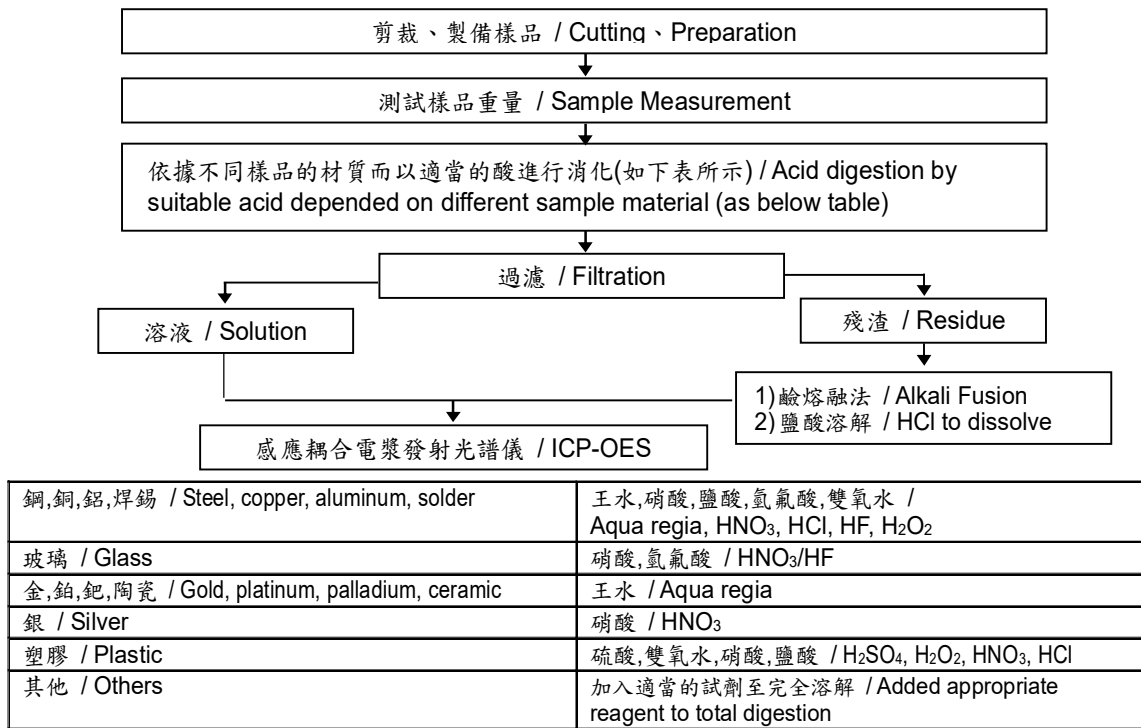 剪裁、製備樣品 / Cutting、Preparation
測試樣品重量 / Sample Measurement
依據不同樣品的材質而以適當的酸進行消化(如下表所示) / Acid digestion by
suitable acid depended on different sample material (as below table)
過濾 / Filtration
溶液 / Solution
殘渣 / Residue
1)鹼熔融法 / Alkali Fusion
2)鹽酸溶解 / HCl to dissolve
感應耦合電漿發射光譜儀 / ICP-OES
鋼,銅,鋁,焊錫 / Steel, copper, aluminum, solder
王水,硝酸,鹽酸,氫氟酸,雙氧水 /
Aqua regia, HNO₃, HCl, HF, H₂O₂
玻璃 / Glass
硝酸,氫氟酸 / HNO₃/HF
金,鉑,鈀,陶瓷 / Gold, platinum, palladium, ceramic
王水 / Aqua regia
銀 / Silver
硝酸 / HNO₃
塑膠 / Plastic
硫酸,雙氧水,硝酸,鹽酸 / H₂SO₄, H₂O₂, HNO₃, HCl
其他 / Others
加入適當的試劑至完全溶解 / Added appropriate
reagent to total digestion